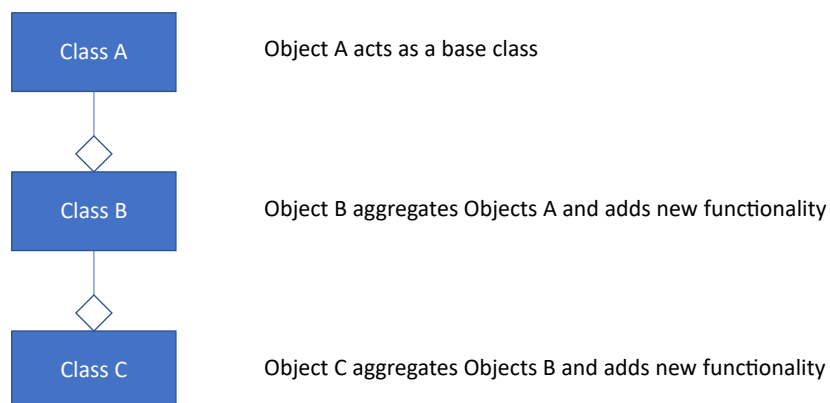 Class A
Object A acts as a base class
Class B
Object B aggregates Objects A and adds new functionality
Class C
Object C aggregates Objects B and adds new functionality